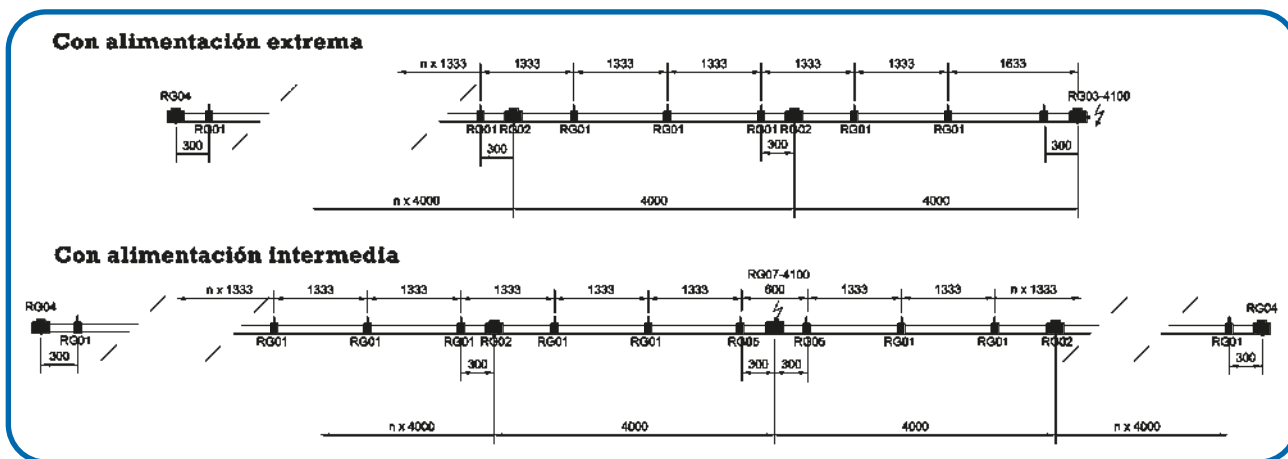 Con alimentación extrema
n x 1333 1333 1333 1333 1333 1333 1633
RG04 RG03-4100
RG01 RG01 RG02 RG01 RG01 RG01 RG02 RG01 RG01
300 300 300 300
n x 4000 4000 4000
Con alimentación intermedia
RG07-4100
n x 1333 1333 1333 1333 1333 1333 600 1333 1333 n x 1333
RG04 RG04
RG01 RG01 RG01 RG01 RG02 RG01 RG01 RG05 RG05 RG01 RG01 RG02 RG01
300 300 300 300 300
n x 4000 4000 4000 n x 4000